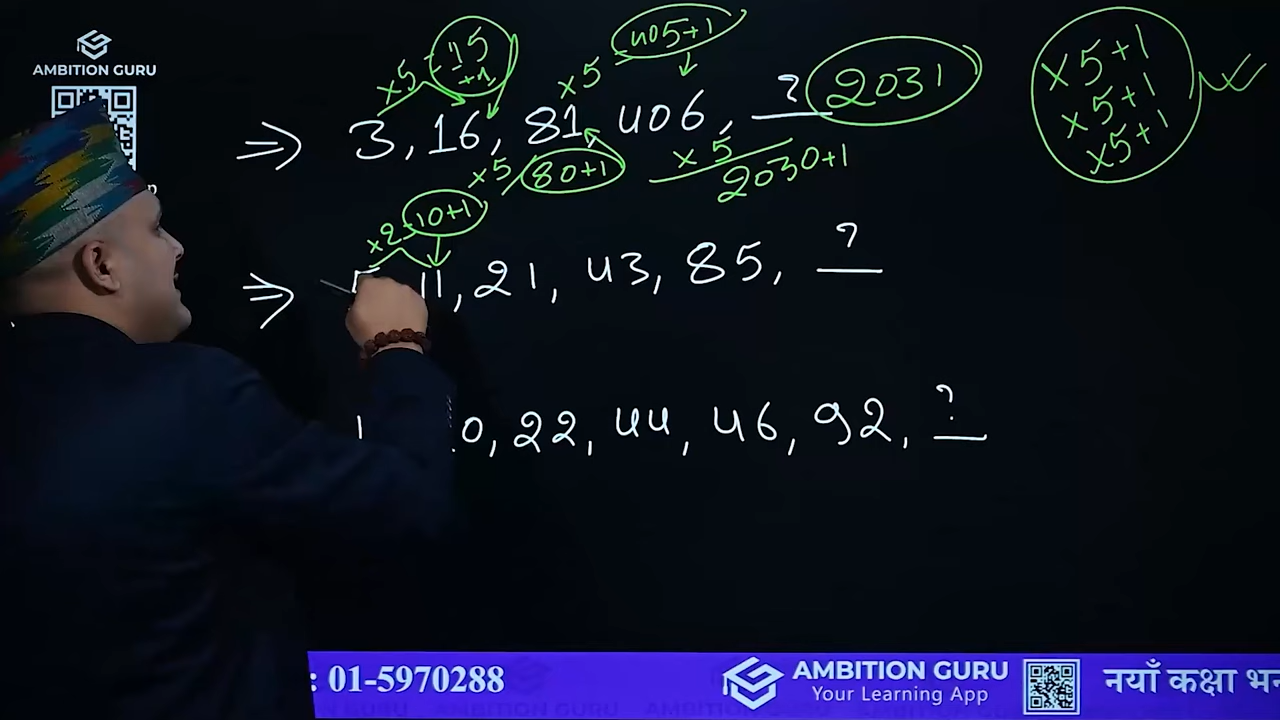 AMBITION GURU
×5 = 15
+1
×5 = 405+1
3, 16, 81, 406, ? 2031
×5 80+1
×5
2030+1
×5+1
×5+1
×5+1
×2 = 10+1
11, 21, 43, 85, ?
22, 44, 46, 92, ?
: 01-5970288
AMBITION GURU
Your Learning App
नयाँ कक्षा